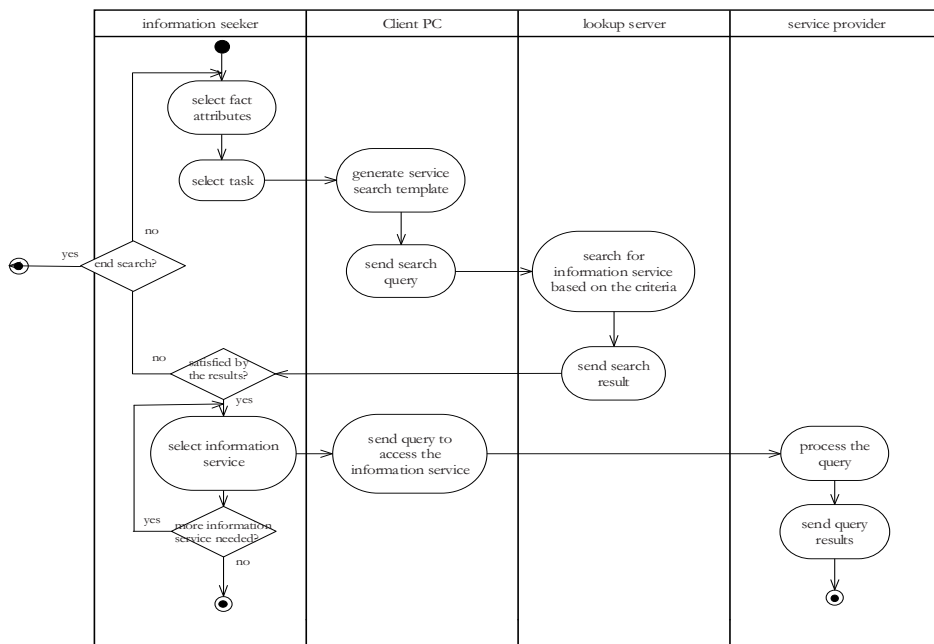 information seeker
Client PC
lookup server
service provider
select fact
attributes
select task
generate service
search template
no
yes
end search?
send search
query
search for
information service
based on the criteria
no
satisfied by
the results?
send search
result
yes
select information
service
send query to
access the
information service
process the
query
yes
more information
service needed?
no
send query
results